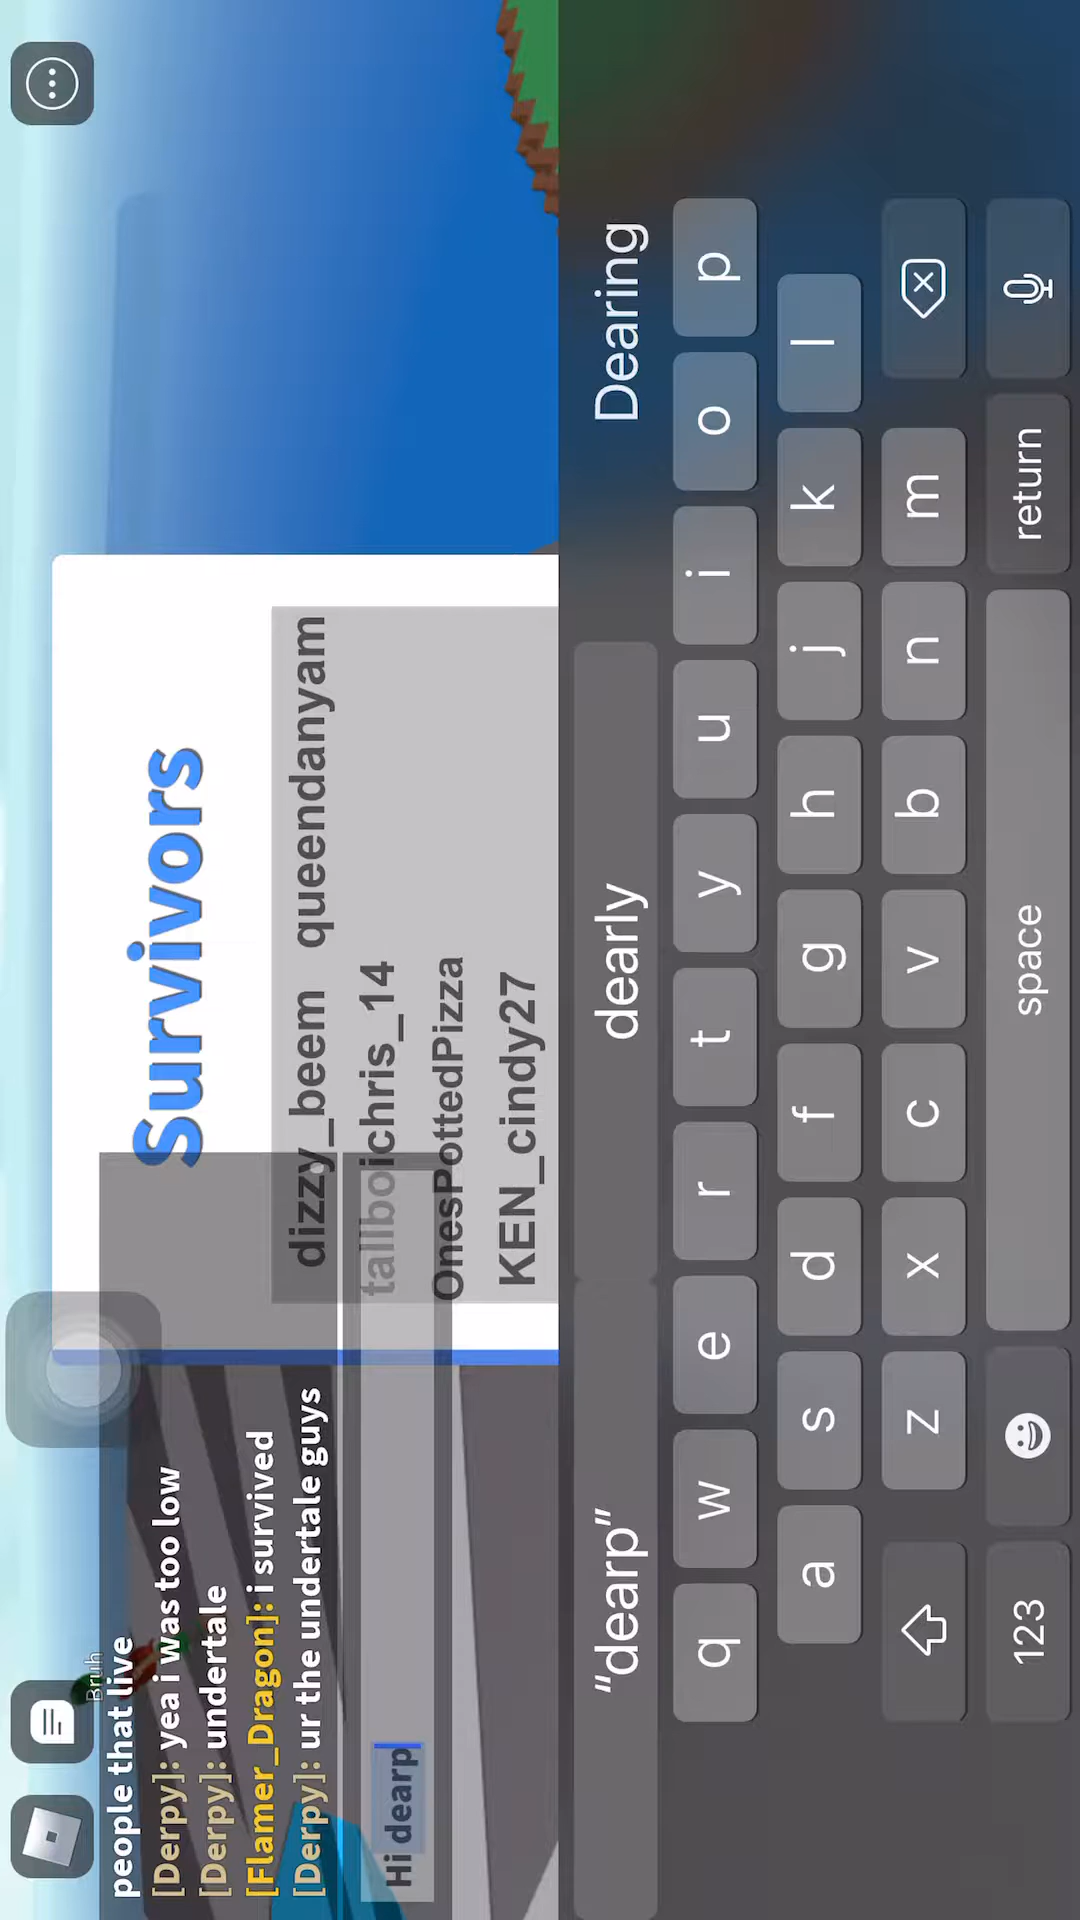 Bruh
people that live
[Derpy]: yea i was too low
[Derpy]: undertale
[Flamer_Dragon]: i survived
[Derpy]: ur the undertale guys
Hi dearp
Survivors
dizzy_beem queendanyam
tallboichris_14
OnesPottedPizza
KEN_cindy27
“dearp” dearly Dearing
q w e r t y u i o p
a s d f g h j k l
z x c v b n m
123 space return